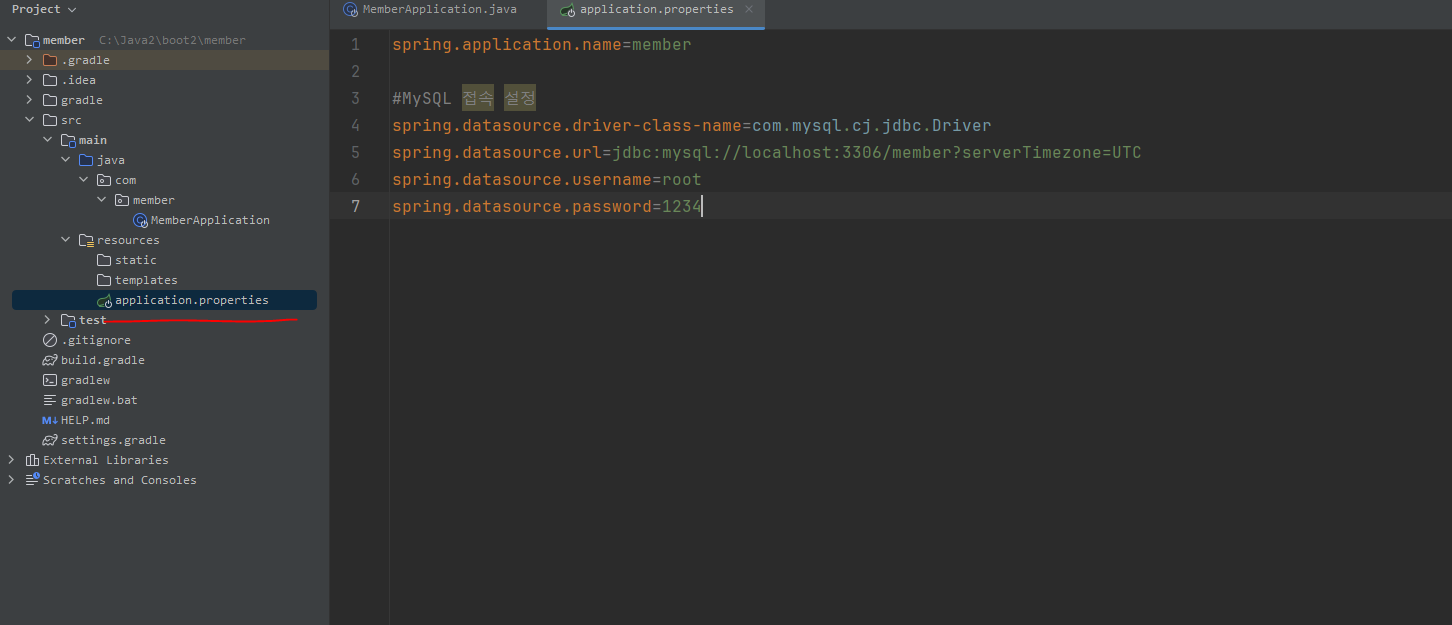 Project
member C:\Java2\boot2\member
.gradle
.idea
gradle
src
main
java
com
member
MemberApplication
resources
static
templates
application.properties
test
.gitignore
build.gradle
gradlew
gradlew.bat
M↓ HELP.md
settings.gradle
External Libraries
Scratches and Consoles
MemberApplication.java application.properties
1 spring.application.name=member
2
3 #MySQL 접속 설정
4 spring.datasource.driver-class-name=com.mysql.cj.jdbc.Driver
5 spring.datasource.url=jdbc:mysql://localhost:3306/member?serverTimezone=UTC
6 spring.datasource.username=root
7 spring.datasource.password=1234